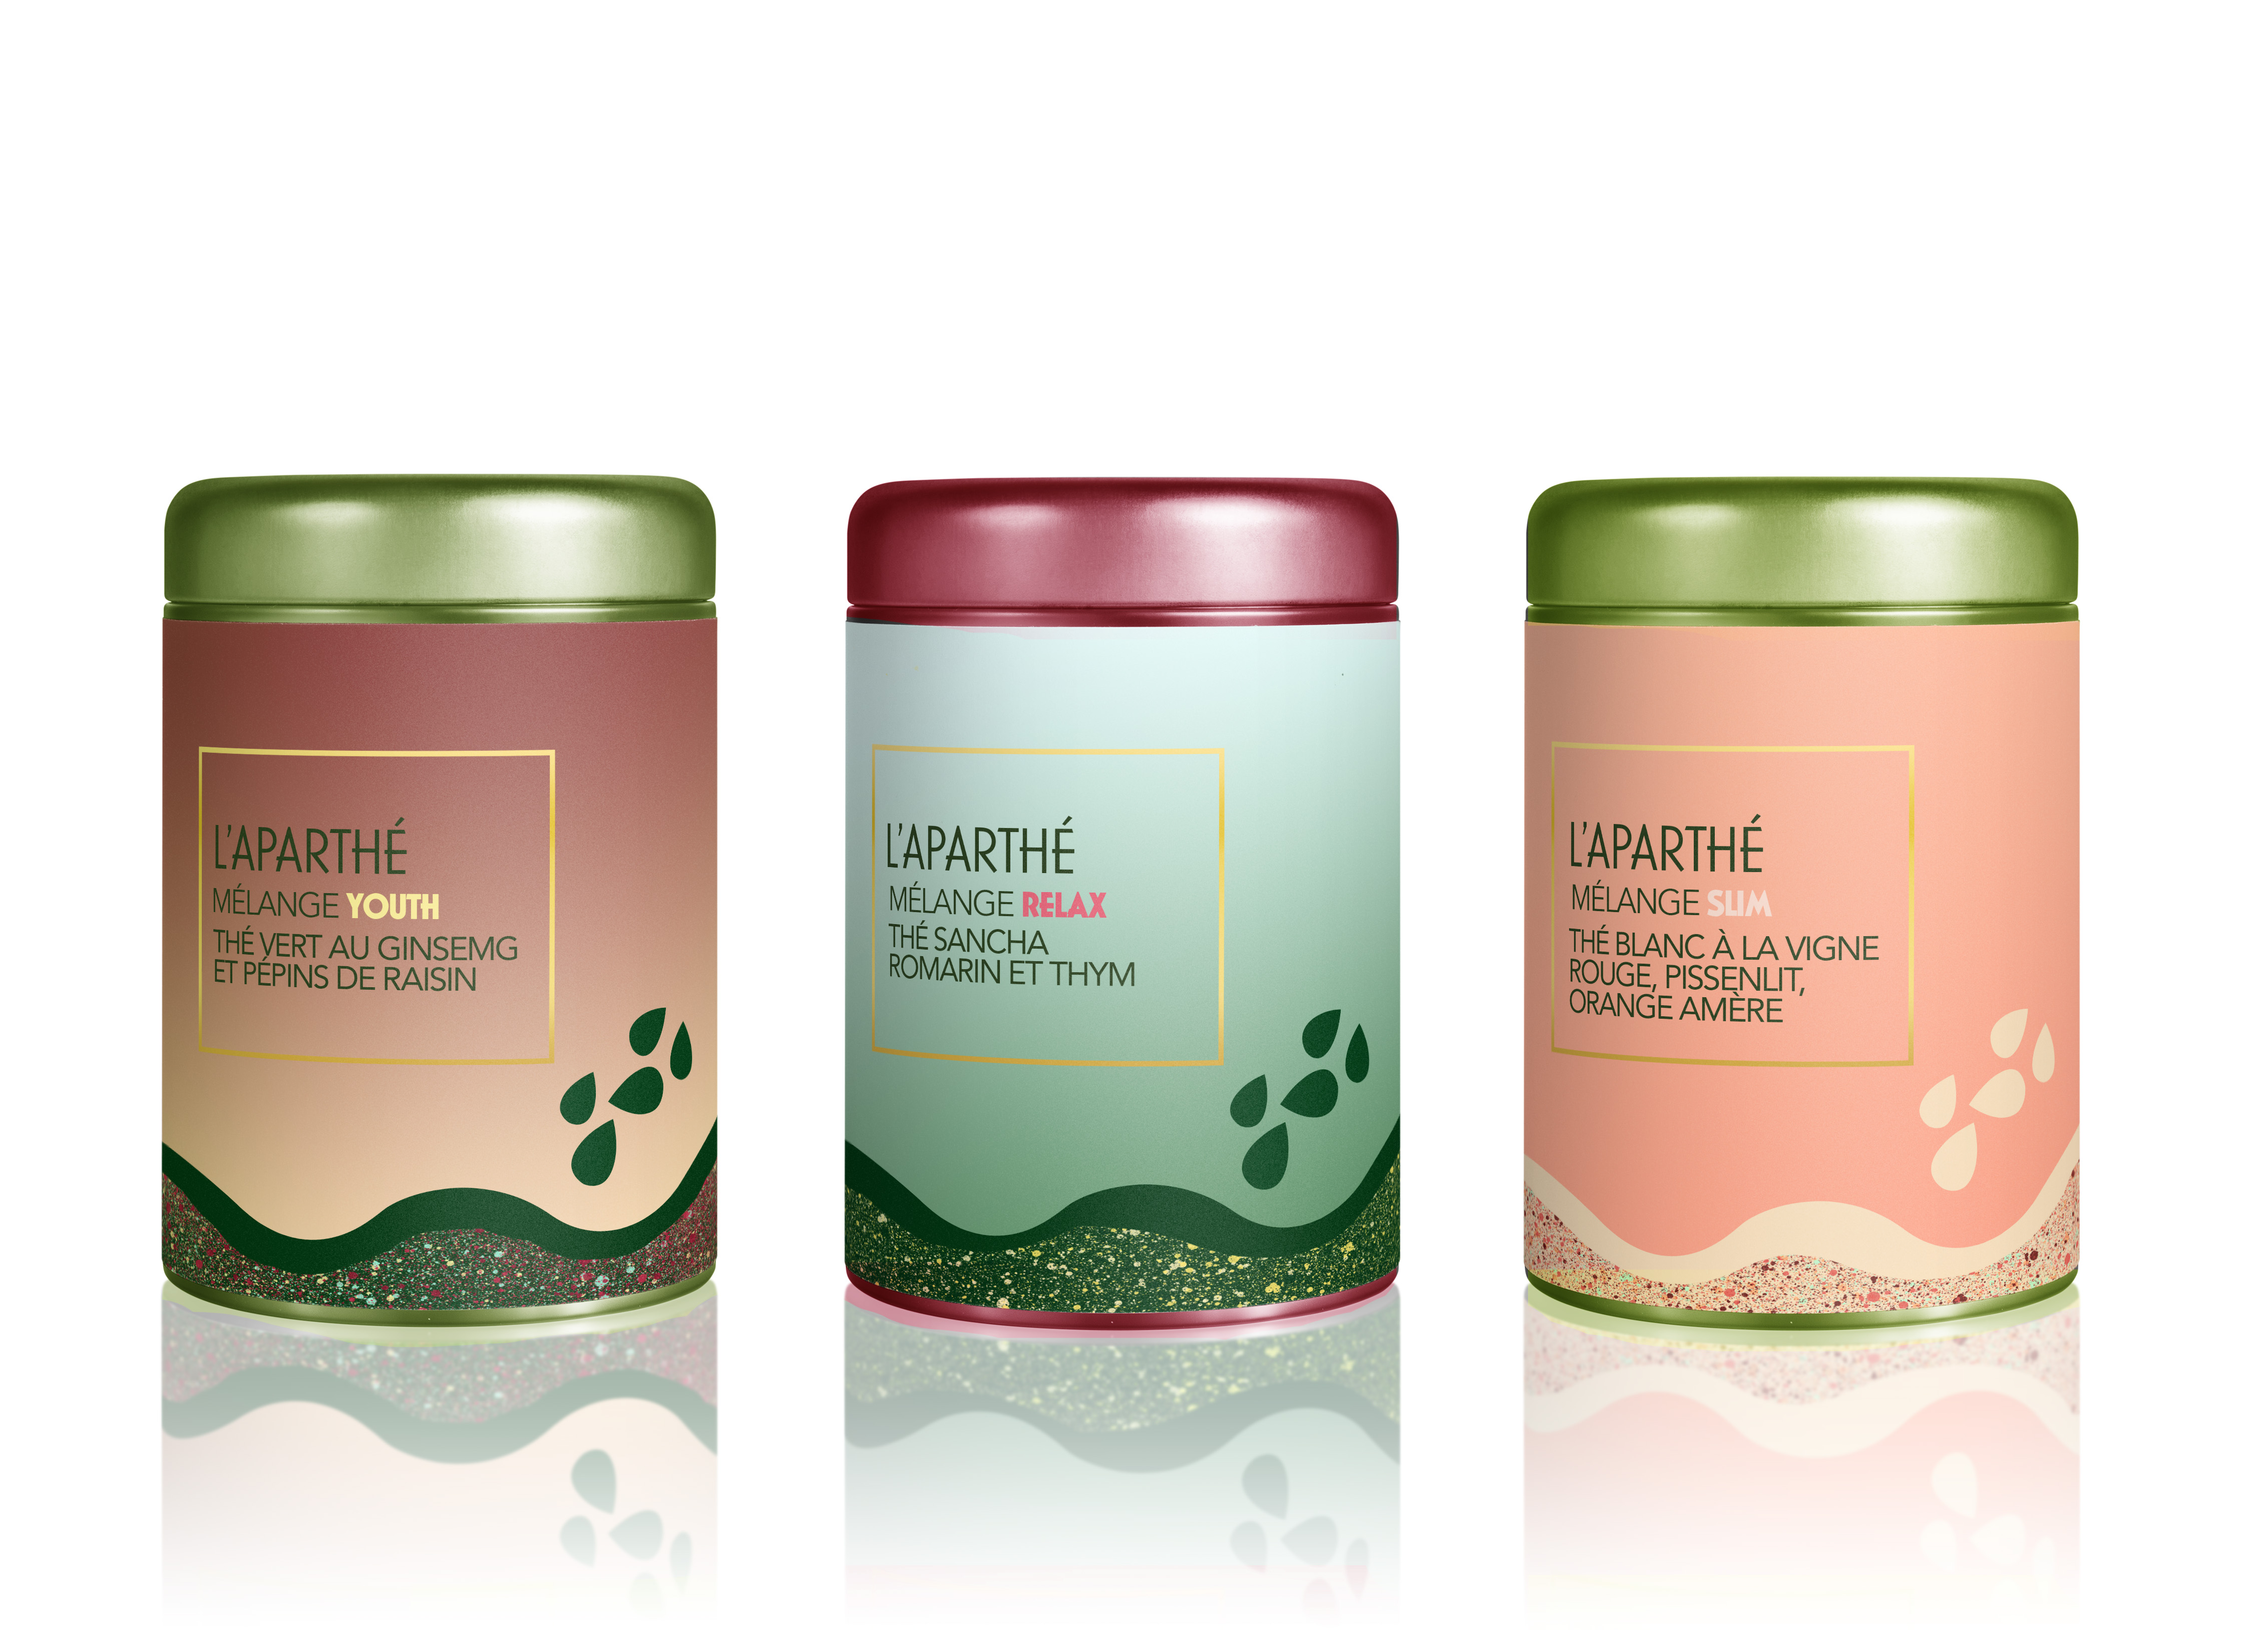 L'APARTHÉ
MÉLANGE YOUTH
THÉ VERT AU GINSEMG
ET PÉPINS DE RAISIN
L'APARTHÉ
MÉLANGE RELAX
THÉ SANCHA
ROMARIN ET THYM
L'APARTHÉ
MÉLANGE SLIM
THÉ BLANC À LA VIGNE
ROUGE, PISSENLIT,
ORANGE AMÈRE